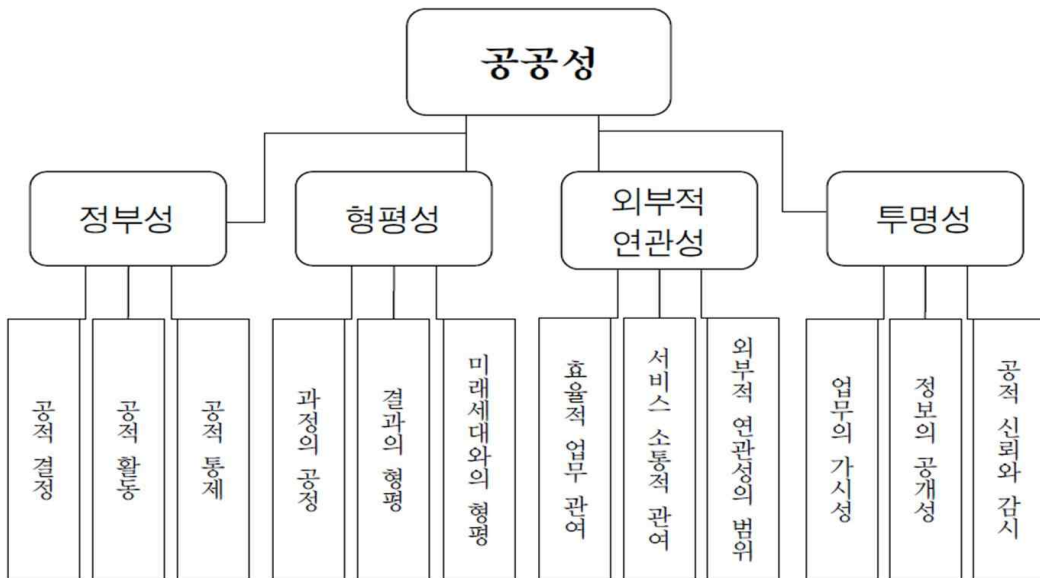 공공성
정부성
형평성
외부적
연관성
투명성
공적 결정
공적 활동
공적 통제
과정의 공정
결과의 형평
미래세대와의 형평
효율적 업무 관여
서비스 소통적 관여
외부적 연관성의 범위
업무의 가시성
정보의 공개성
공적 신뢰와 감시